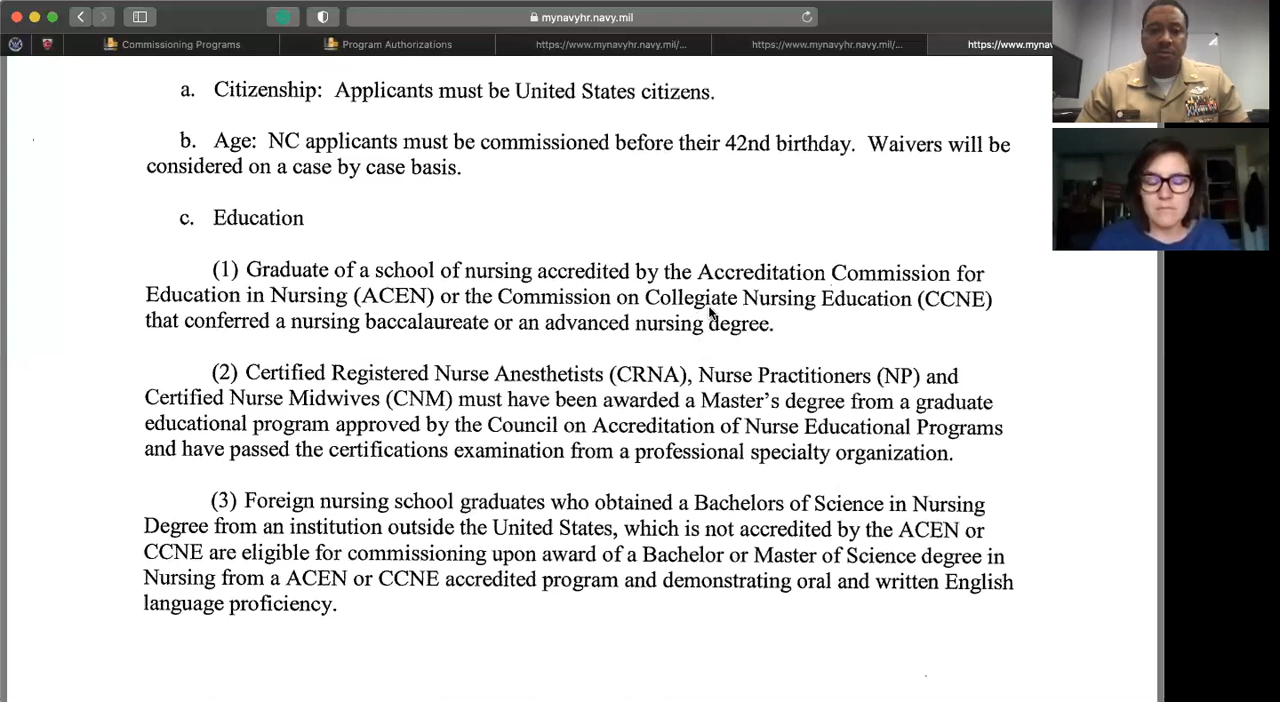 mynavyhr.navy.mil
Commissioning Programs
Program Authorizations
https://www.mynavyhr.navy.mil/...
https://www.mynavyhr.navy.mil/...
https://www.myna
a. Citizenship: Applicants must be United States citizens.
b. Age: NC applicants must be commissioned before their 42nd birthday. Waivers will be
considered on a case by case basis.
c. Education
(1) Graduate of a school of nursing accredited by the Accreditation Commission for
Education in Nursing (ACEN) or the Commission on Collegiate Nursing Education (CCNE)
that conferred a nursing baccalaureate or an advanced nursing degree.
(2) Certified Registered Nurse Anesthetists (CRNA), Nurse Practitioners (NP) and
Certified Nurse Midwives (CNM) must have been awarded a Master's degree from a graduate
educational program approved by the Council on Accreditation of Nurse Educational Programs
and have passed the certifications examination from a professional specialty organization.
(3) Foreign nursing school graduates who obtained a Bachelors of Science in Nursing
Degree from an institution outside the United States, which is not accredited by the ACEN or
CCNE are eligible for commissioning upon award of a Bachelor or Master of Science degree in
Nursing from a ACEN or CCNE accredited program and demonstrating oral and written English
language proficiency.